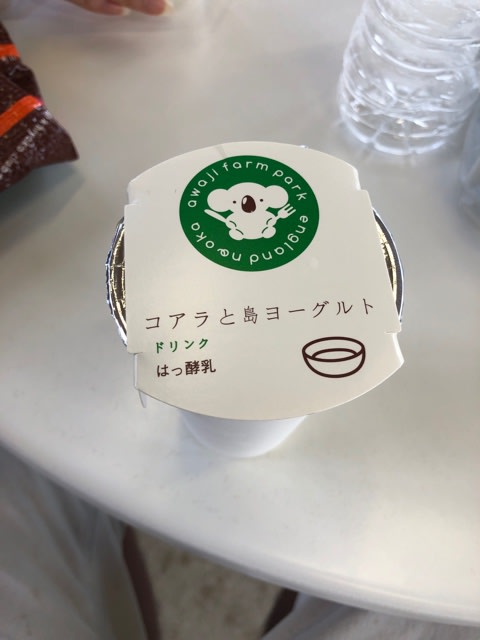 awaji farm park england no oka
コアラと島ヨーグルト
ドリンク
はっ酵乳